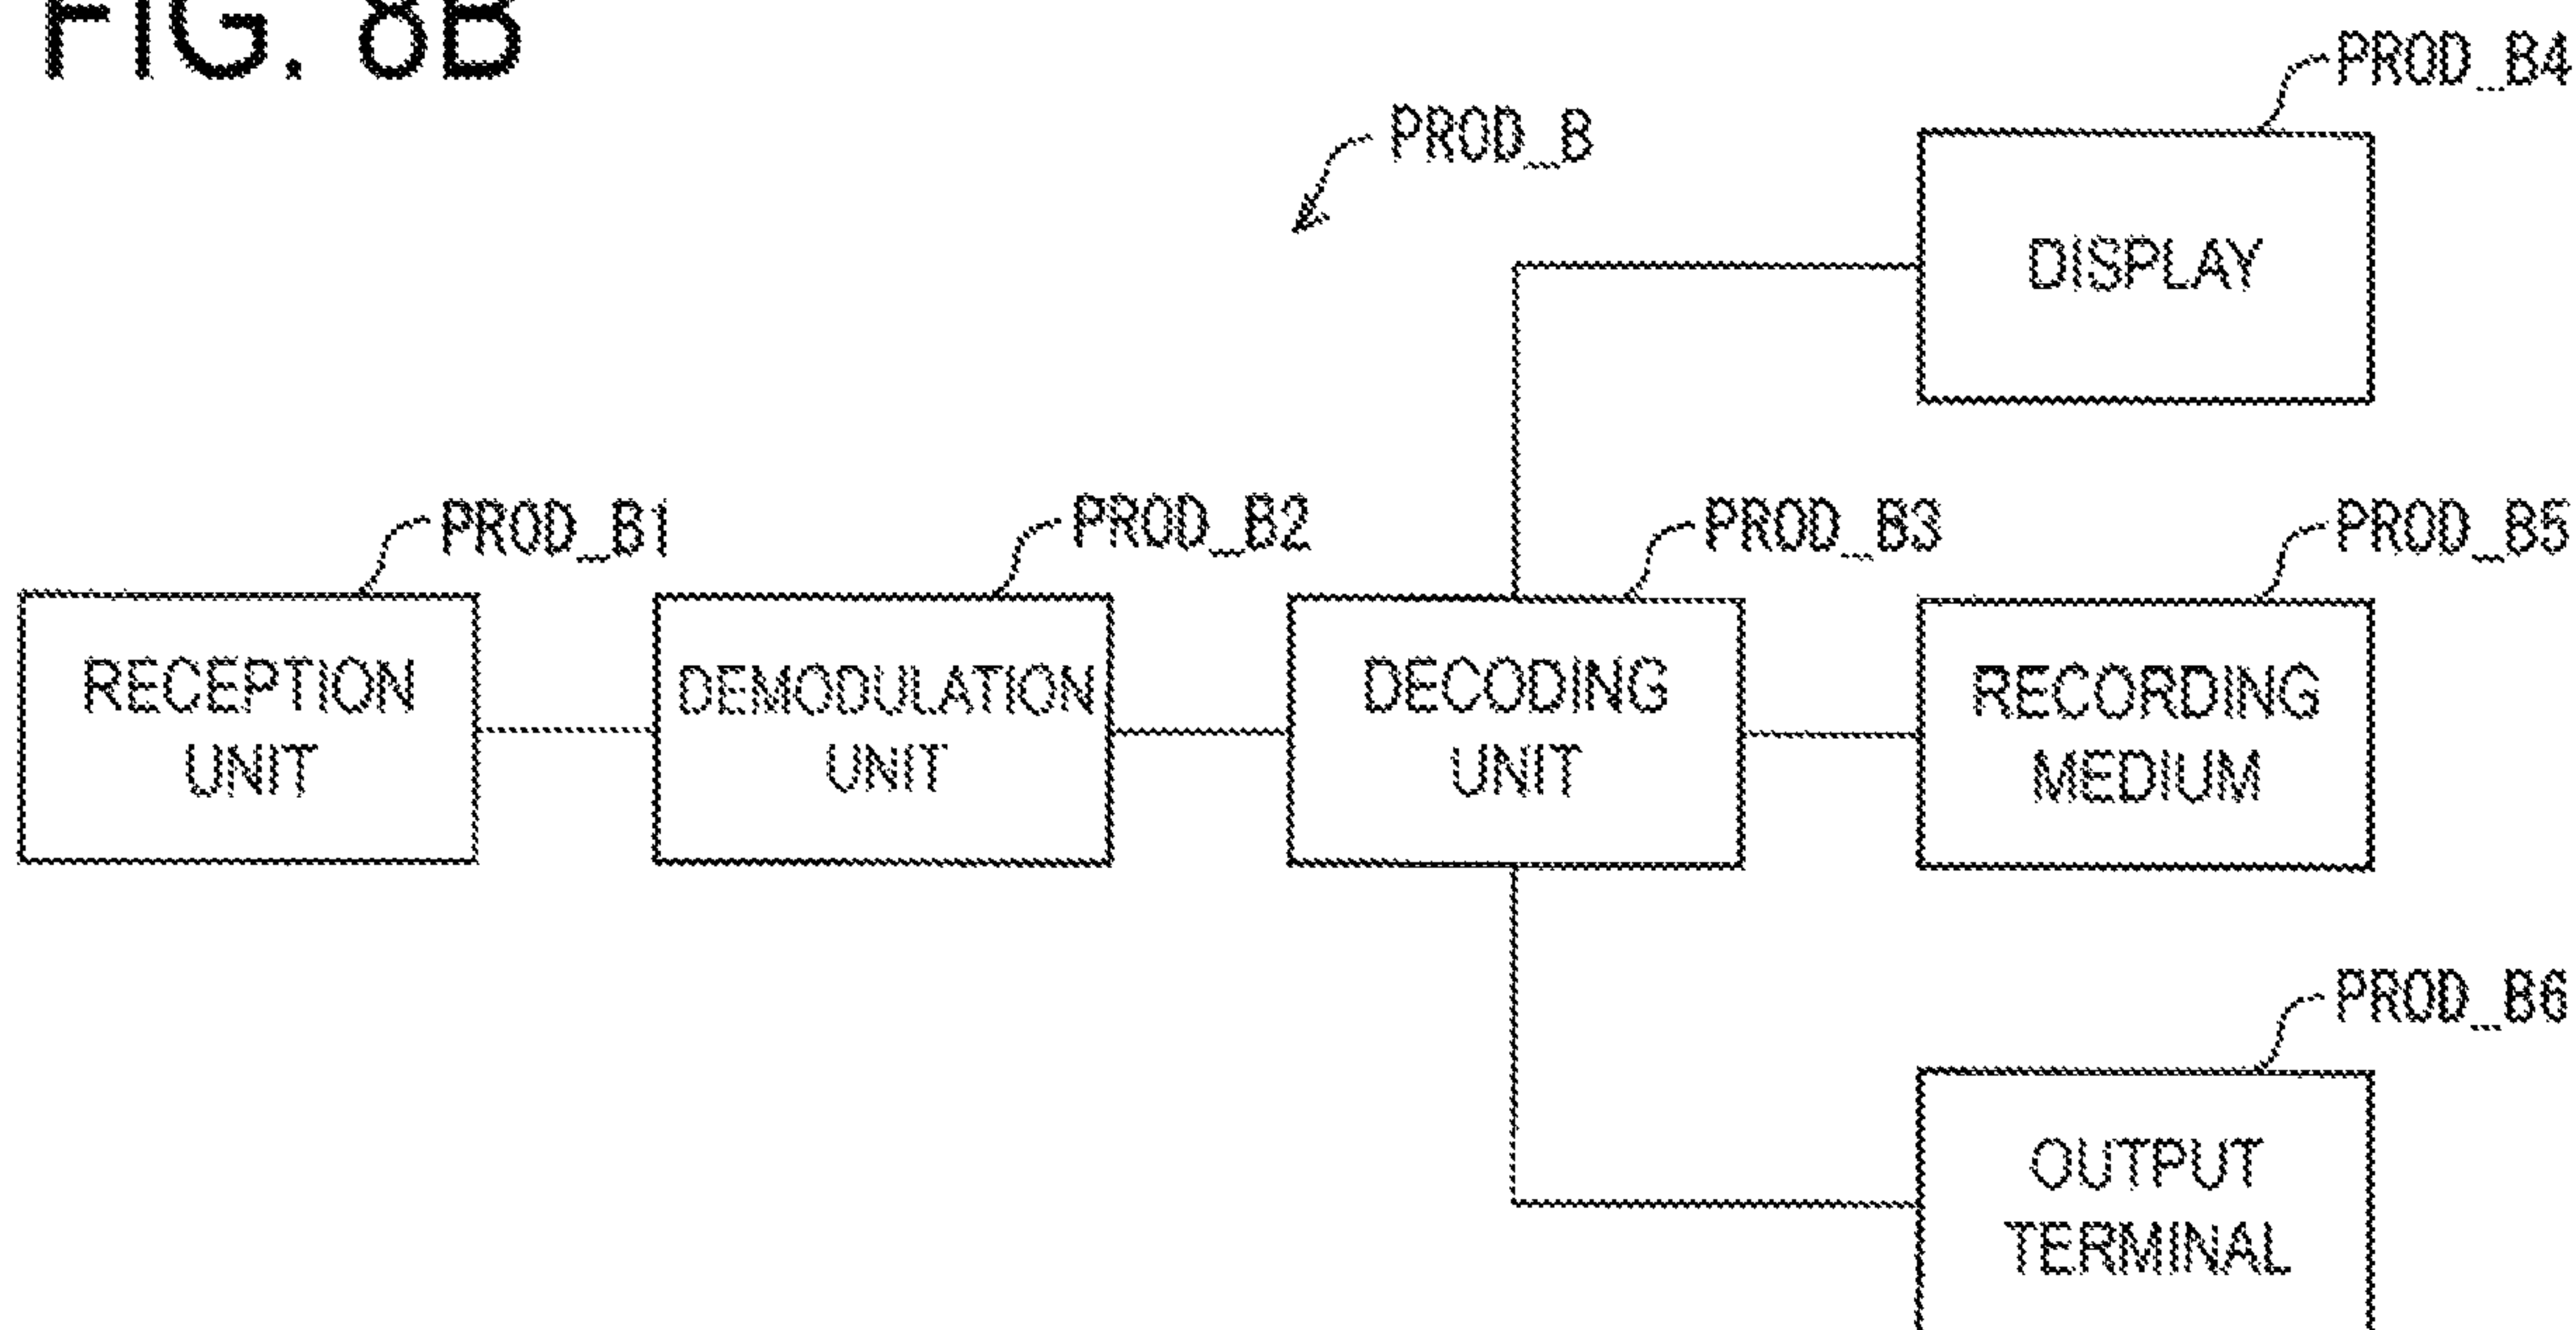 FIG. 8B
PROD_B4
PROD_B
DISPLAY
PROD_B1
PROD_B2
PROD_B3
PROD_B5
RECEPTION
UNIT
DEMODULATION
UNIT
DECODING
UNIT
RECORDING
MEDIUM
PROD_B6
OUTPUT
TERMINAL